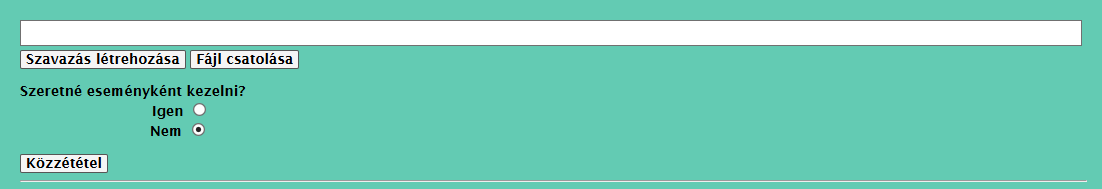 Szavazás létrehozása Fájl csatolása
Szeretné eseményként kezelni?
Igen
Nem
Közzététel